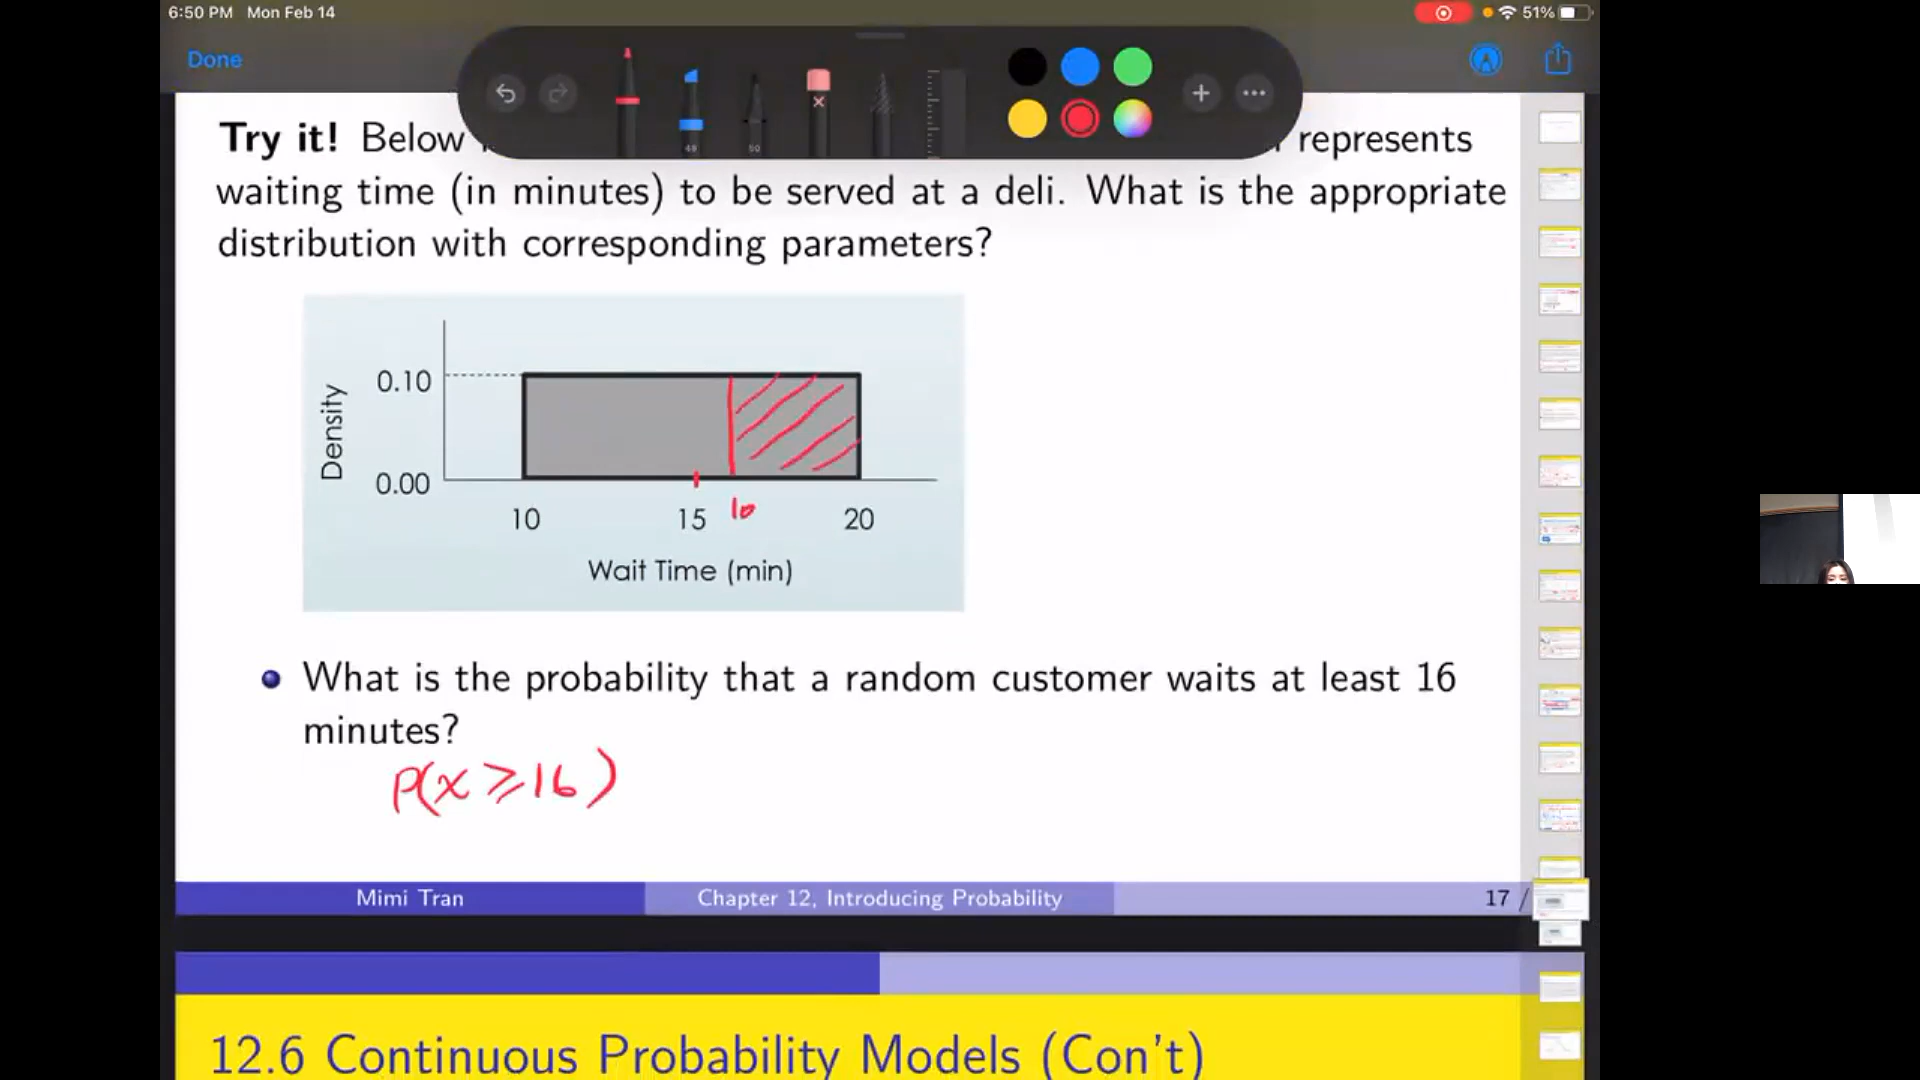 6:50 PM Mon Feb 14
51%
Done
49
50
Try it! Below
represents
waiting time (in minutes) to be served at a deli. What is the appropriate
distribution with corresponding parameters?
0.10
Density
0.00
10 15 16 20
Wait Time (min)
What is the probability that a random customer waits at least 16
minutes?
P(x ≥ 16)
Mimi Tran
Chapter 12, Introducing Probability
17 /
12.6 Continuous Probability Models (Con't)